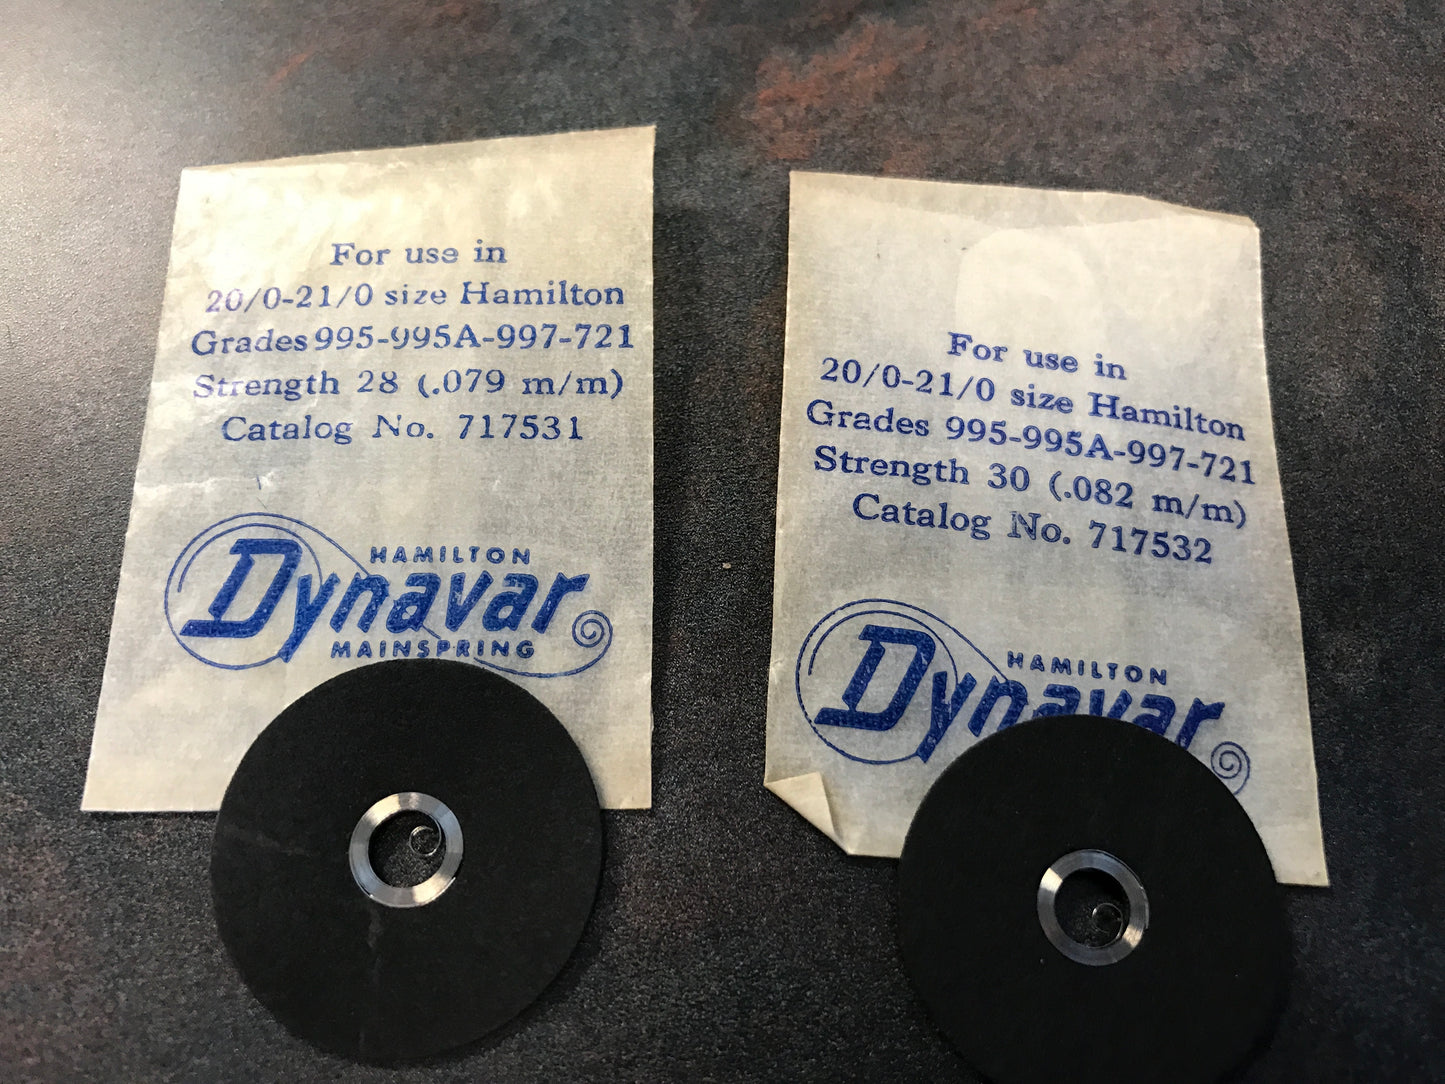 For use in
20/0-21/0 size Hamilton
Grades 995-995A-997-721
Strength 28 (.079 m/m)
Catalog No. 717531
HAMILTON
Dynavar
MAINSPRING
For use in
20/0-21/0 size Hamilton
Grades 995-995A-997-721
Strength 30 (.082 m/m)
Catalog No. 717532
HAMILTON
Dynavar